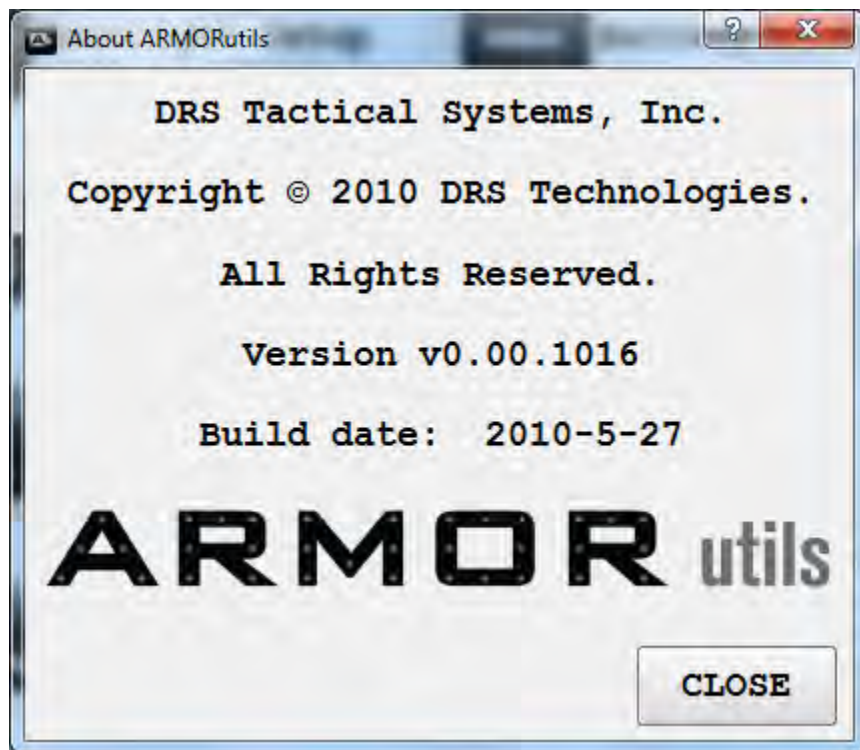 About ARMORutils
DRS Tactical Systems, Inc.
Copyright © 2010 DRS Technologies.
All Rights Reserved.
Version v0.00.1016
Build date: 2010-5-27
ARMOR utils
CLOSE